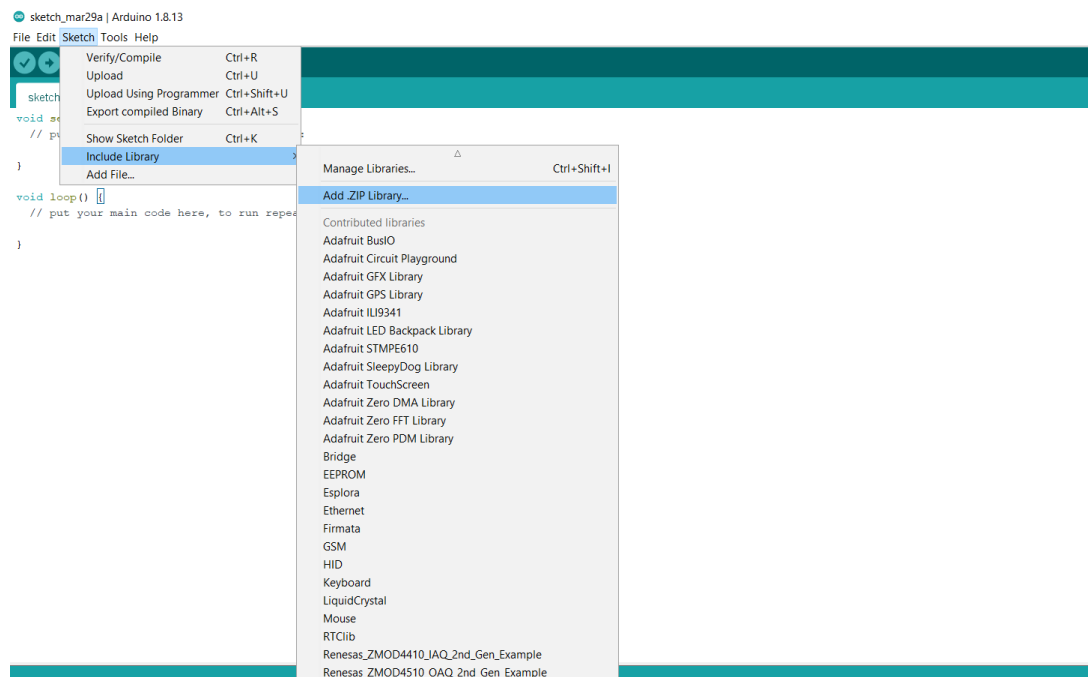 sketch_mar29a | Arduino 1.8.13
File Edit Sketch Tools Help
Verify/Compile Ctrl+R
Upload Ctrl+U
Upload Using Programmer Ctrl+Shift+U
Export compiled Binary Ctrl+Alt+S
Show Sketch Folder Ctrl+K
Include Library
Add File...
sketch
void se
// pu
}
void loop() {
// put your main code here, to run repea
}
Manage Libraries... Ctrl+Shift+I
Add .ZIP Library...
Contributed libraries
Adafruit BusIO
Adafruit Circuit Playground
Adafruit GFX Library
Adafruit GPS Library
Adafruit ILI9341
Adafruit LED Backpack Library
Adafruit STMPE610
Adafruit SleepyDog Library
Adafruit TouchScreen
Adafruit Zero DMA Library
Adafruit Zero FFT Library
Adafruit Zero PDM Library
Bridge
EEPROM
Esplora
Ethernet
Firmata
GSM
HID
Keyboard
LiquidCrystal
Mouse
RTClib
Renesas_ZMOD4410_IAQ_2nd_Gen_Example
Renesas_ZMOD4510_OAQ_2nd_Gen_Example